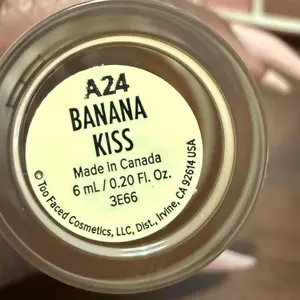 A24
BANANA
KISS
Made in Canada
6 mL / 0.20 Fl. Oz.
3E66
© Too Faced Cosmetics, LLC, Dist., Irvine, CA 92614 USA